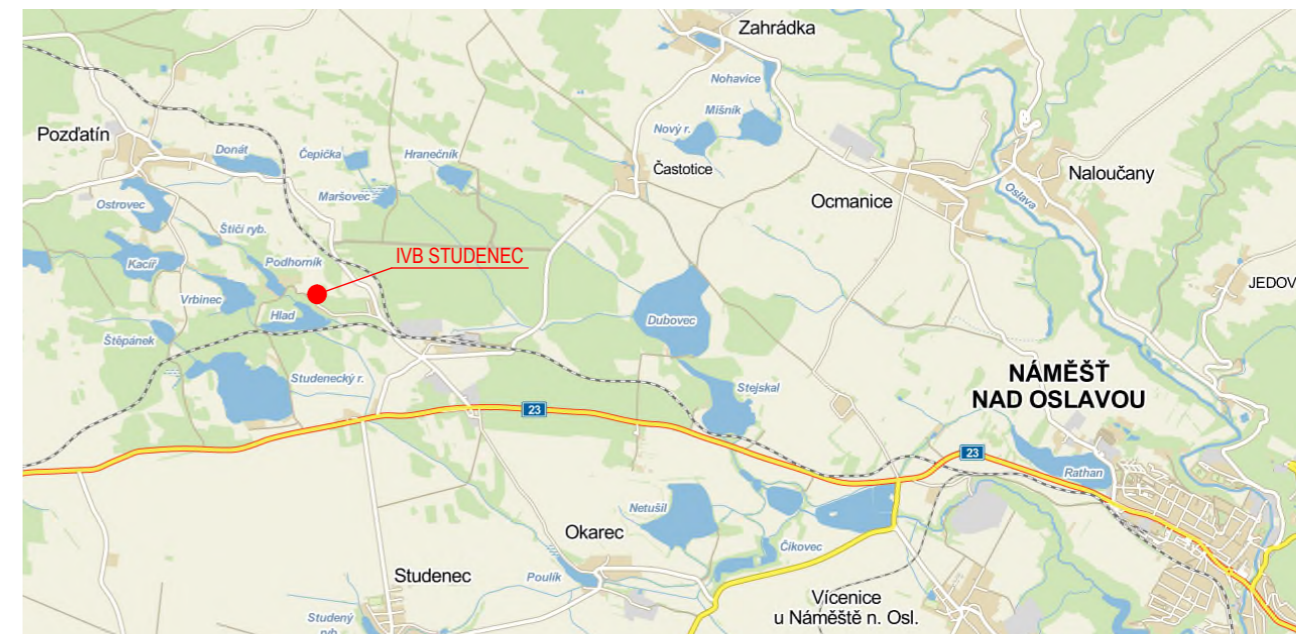 Zahrádka
Nohavice
Mišník
Nový r.
Pozďatín
Donát
Čepička
Hranečník
Častotice
Naloučany
Maršovec
Oslava
Ostrovec
Ocmanice
Štičí ryb.
IVB STUDENEC
Kacíř
Podhorník
JEDOV
Vrbinec
Hlad
Dubovec
Štěpánek
NÁMĚŠŤ
NAD OSLAVOU
Studenecký r.
Stejskal
23
23
Rathan
Netušil
Okarec
Čikovec
Studenec
Poulík
Vícenice
u Náměště n. Osl.
Studený
ryb.